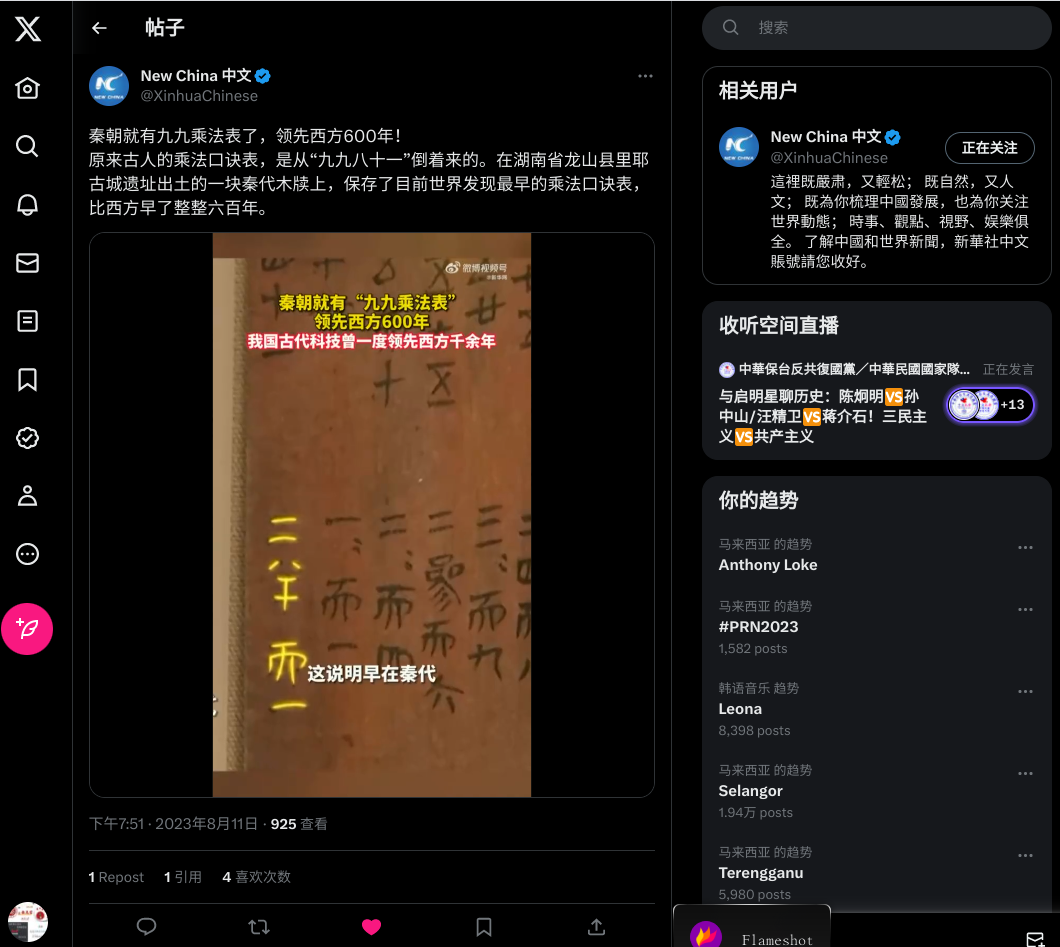 帖子
New China 中文
@XinhuaChinese
秦朝就有九九乘法表了，领先西方600年！
原来古人的乘法口诀表，是从“九九八十一”倒着来的。在湖南省龙山县里耶
古城遗址出土的一块秦代木牍上，保存了目前世界发现最早的乘法口诀表，
比西方早了整整六百年。
微博视频号
秦朝就有“九九乘法表”
领先西方600年
我国古代科技曾一度领先西方千余年
二
八
干
而
一
这说明早在秦代
下午7:51 · 2023年8月11日 · 925 查看
1 Repost 1 引用 4 喜欢次数
搜索
相关用户
New China 中文
@XinhuaChinese
正在关注
這裡既嚴肅，又輕松； 既自然，又人
文； 既為你梳理中國發展，也為你关注
世界動態； 時事、觀點、視野、娱樂俱
全。 了解中國和世界新聞，新華社中文
賬號請您收好。
收听空间直播
中華保台反共復國黨／中華民國國家隊... 正在发言
与启明星聊历史：陈炯明VS孙
中山/汪精卫VS蒋介石！三民主
义VS共产主义
+13
你的趋势
马来西亚 的趋势
Anthony Loke
马来西亚 的趋势
#PRN2023
1,582 posts
韩语音乐 趋势
Leona
8,398 posts
马来西亚 的趋势
Selangor
1.94万 posts
马来西亚 的趋势
Terengganu
5,980 posts
Flameshot